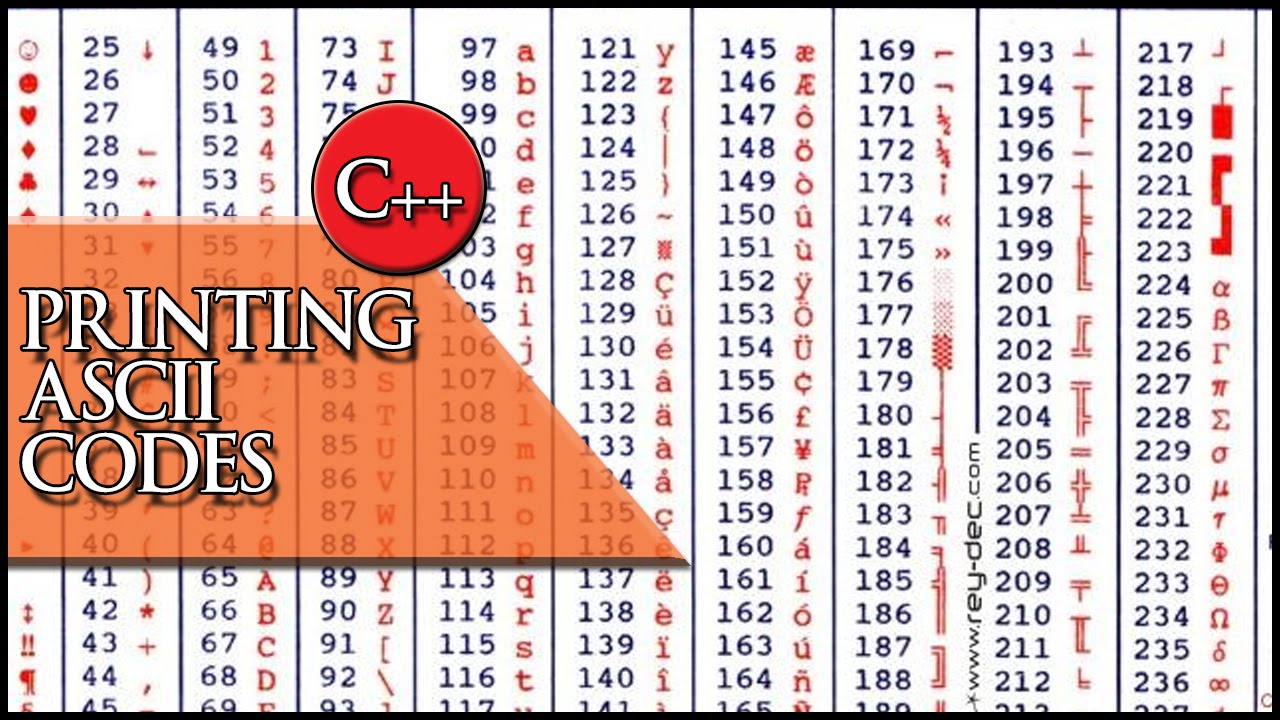 ☺ 25 ↓ 49 1 73 I 97 a 121 y 145 æ 169 ⌐ 193 ┴ 217 ┘
☻ 26 50 2 74 J 98 b 122 z 146 Æ 170 ¬ 194 ┬ 218 ┌
♥ 27 51 3 75 99 c 123 { 147 ô 171 ½ 195 ├ 219 █
♦ 28 ∟ 52 4 d 124 | 148 ö 172 ¼ 196 ─ 220 ▄
♣ 29 ↔ 53 5 e 125 } 149 ò 173 ¡ 197 ┼ 221 ▌
♠ 30 ▲ 54 6 f 126 ~ 150 û 174 « 198 ╞ 222 ▐
31 ▼ 55 7 103 g 127 ▒ 151 ù 175 » 199 ╟ 223 ▀
32 56 8 80 P 104 h 128 Ç 152 ÿ 176 ░ 200 ╚ 224 α
105 i 129 ü 153 Ö 177 ▒ 201 ╔ 225 β
106 j 130 é 154 Ü 178 ▓ 202 ╩ 226 Γ
; 83 S 107 k 131 â 155 ¢ 179 │ 203 ╦ 227 π
< 84 T 108 l 132 ä 156 £ 180 ┤ 204 ╠ 228 Σ
85 U 109 m 133 à 157 ¥ 181 ╡ 205 ═ 229 σ
86 V 110 n 134 å 158 ₧ 182 ╢ 206 ╬ 230 µ
39 ' 63 ? 87 W 111 o 135 ç 159 ƒ 183 ╖ 207 ╧ 231 τ
► 40 ( 64 @ 88 X 112 p 136 ê 160 á 184 ╕ 208 ╨ 232 Φ
41 ) 65 A 89 Y 113 q 137 ë 161 í 185 ╣ 209 ╤ 233 Θ
↕ 42 * 66 B 90 Z 114 r 138 è 162 ó 186 ║ 210 ╥ 234 Ω
‼ 43 + 67 C 91 [ 115 s 139 ï 163 ú 187 ╗ 211 ╙ 235 δ
¶ 44 , 68 D 92 \ 116 t 140 î 164 ñ 188 ╝ 212 ╘ 236 ∞
C++
PRINTING
ASCII
CODES
*www.rey-dec.com